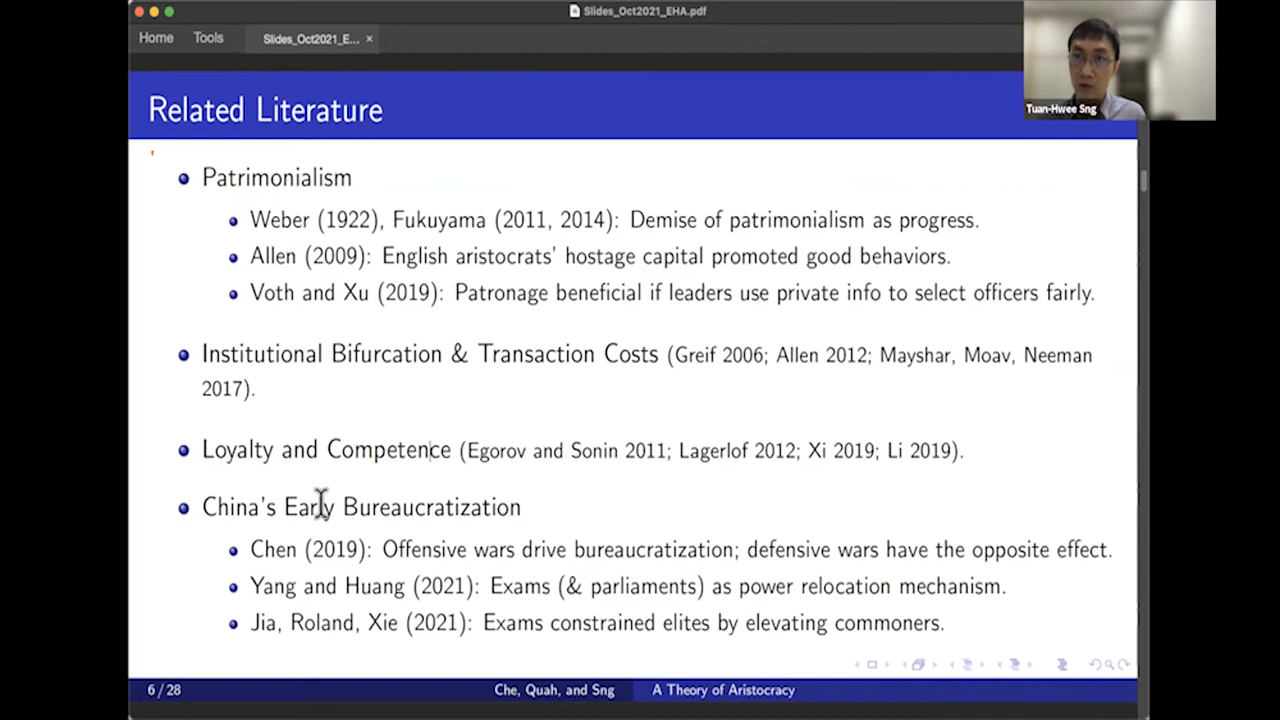 Slides_Oct2021_EHA.pdf
Home Tools Slides_Oct2021_E... ×
Tuan-Hwee Sng
Related Literature
Patrimonialism
Weber (1922), Fukuyama (2011, 2014): Demise of patrimonialism as progress.
Allen (2009): English aristocrats' hostage capital promoted good behaviors.
Voth and Xu (2019): Patronage beneficial if leaders use private info to select officers fairly.
Institutional Bifurcation & Transaction Costs (Greif 2006; Allen 2012; Mayshar, Moav, Neeman
2017).
Loyalty and Competence (Egorov and Sonin 2011; Lagerlof 2012; Xi 2019; Li 2019).
China's Early Bureaucratization
Chen (2019): Offensive wars drive bureaucratization; defensive wars have the opposite effect.
Yang and Huang (2021): Exams (& parliaments) as power relocation mechanism.
Jia, Roland, Xie (2021): Exams constrained elites by elevating commoners.
6 / 28 Che, Quah, and Sng A Theory of Aristocracy